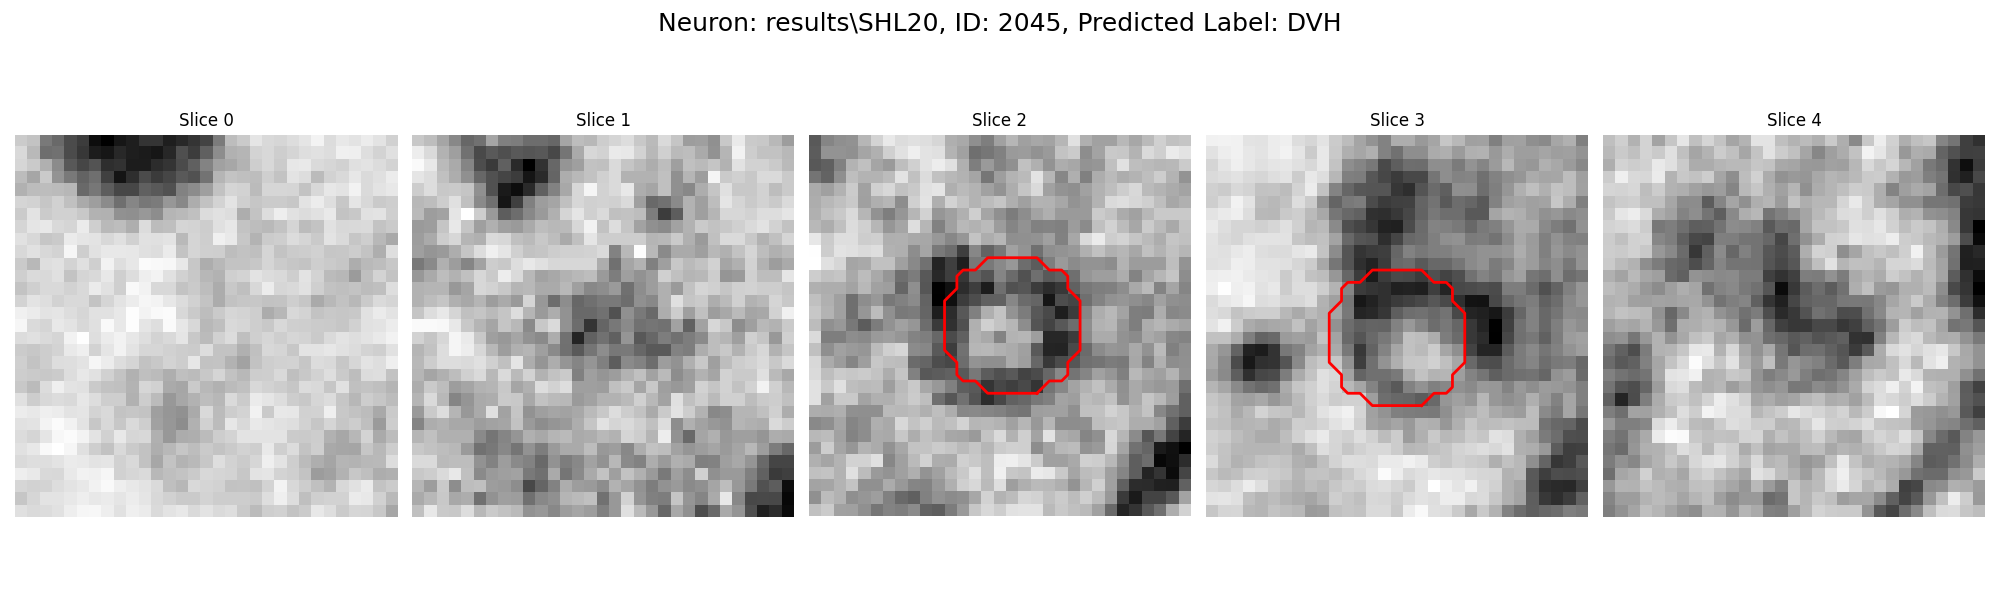 Neuron: results\SHL20, ID: 2045, Predicted Label: DVH
Slice 0
Slice 1
Slice 2
Slice 3
Slice 4